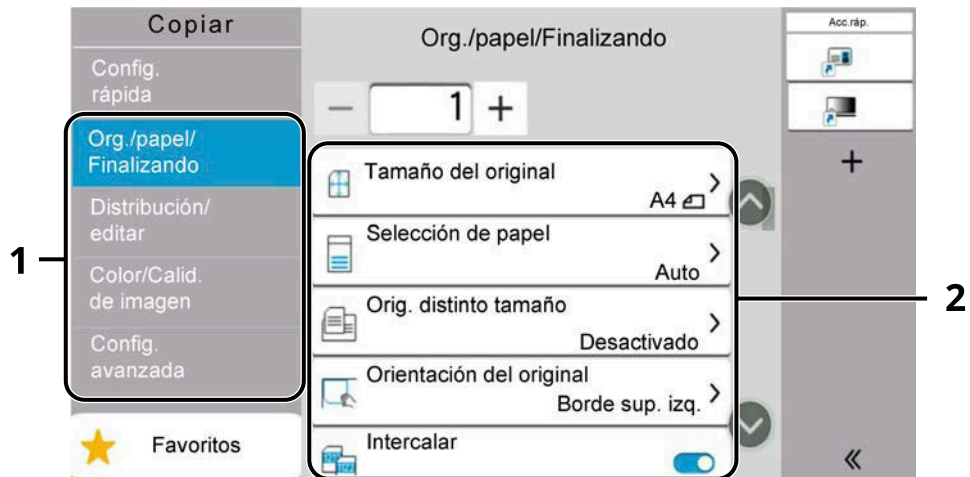 Copiar
Config.
rápida
Org./papel/
Finalizando
Distribución/
editar
Color/Calid.
de imagen
Config.
avanzada
Favoritos
1
Org./papel/Finalizando
1
Tamaño del original
A4
Selección de papel
Auto
Orig. distinto tamaño
Desactivado
Orientación del original
Borde sup. izq.
Intercalar
2
Acc.ráp.